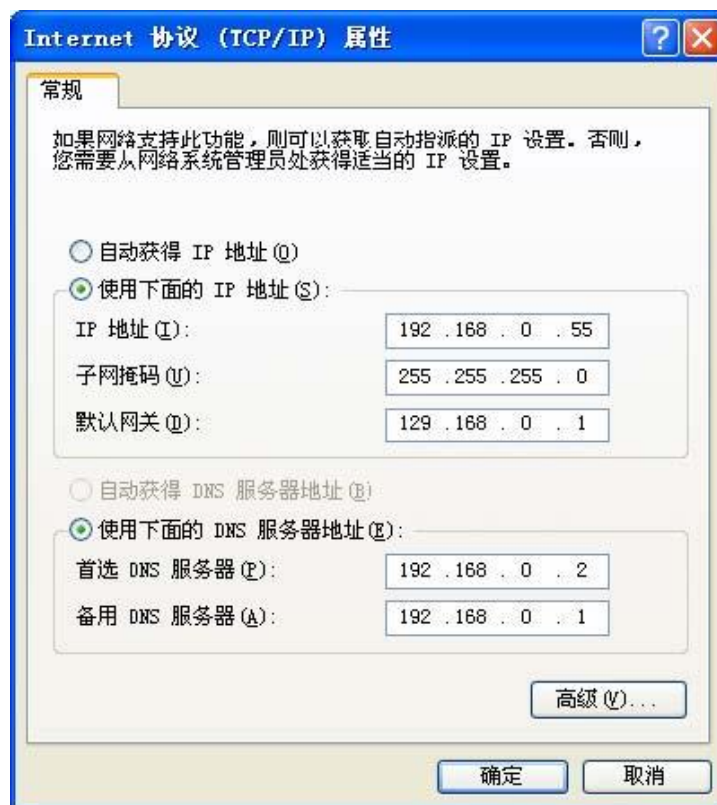 Internet 协议 (TCP/IP) 属性
常规
如果网络支持此功能,则可以获取自动指派的 IP 设置。否则,
您需要从网络系统管理员处获得适当的 IP 设置。
自动获得 IP 地址(O)
使用下面的 IP 地址(S):
IP 地址(I): 192 .168 . 0 . 55
子网掩码(U): 255 .255 .255 . 0
默认网关(D): 129 .168 . 0 . 1
自动获得 DNS 服务器地址(B)
使用下面的 DNS 服务器地址(E):
首选 DNS 服务器(P): 192 .168 . 0 . 2
备用 DNS 服务器(A): 192 .168 . 0 . 1
高级(V)...
确定 取消